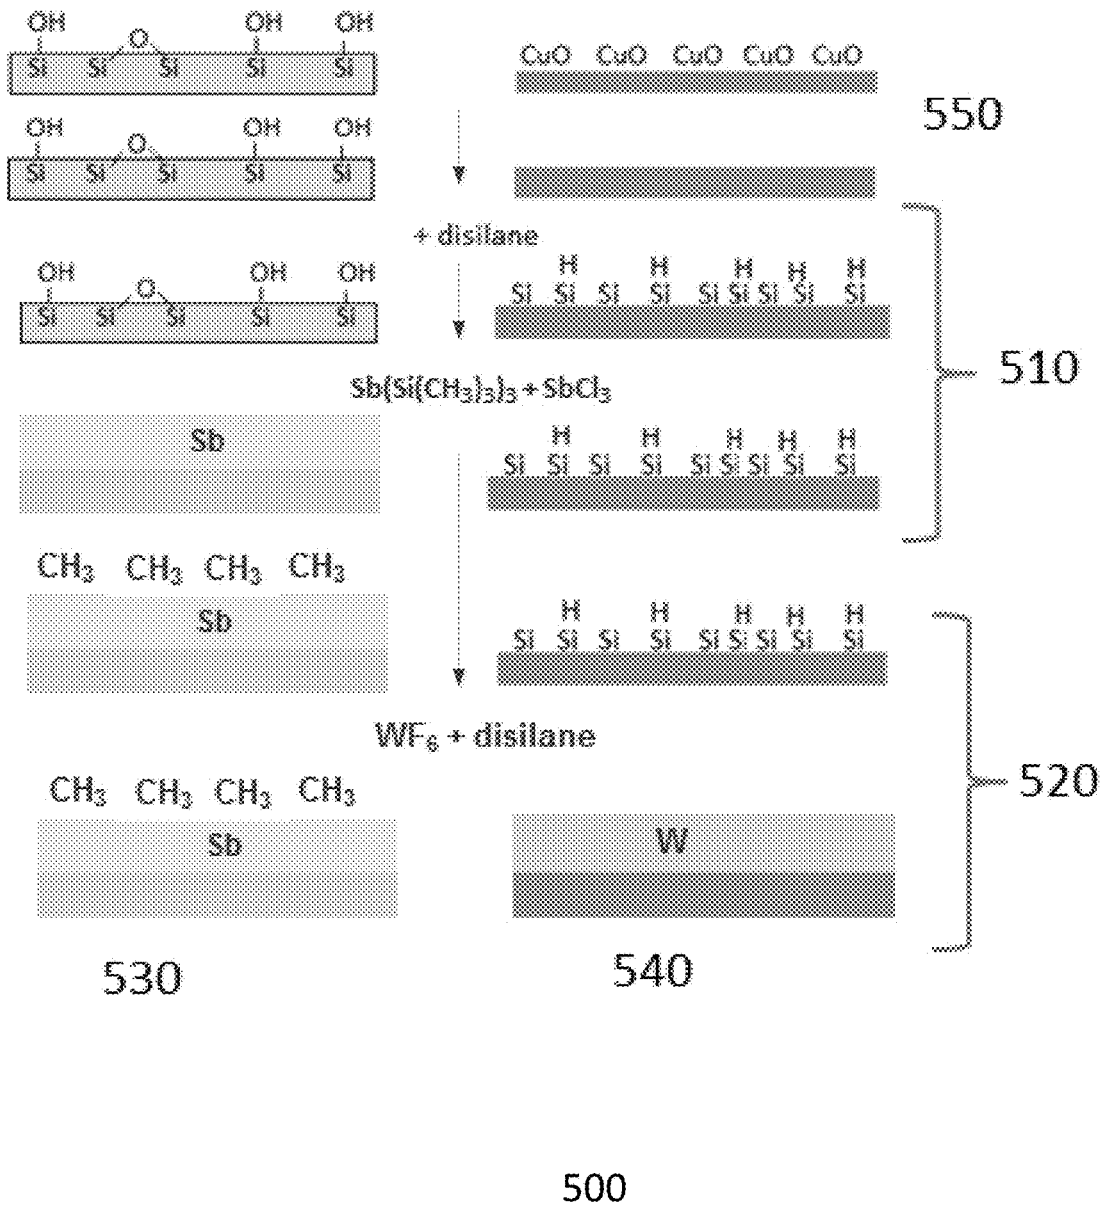 OH O OH OH
Si Si Si Si Si
CuO CuO CuO CuO CuO
550
OH O OH OH
Si Si Si Si Si
+ disilane
OH O OH OH
Si Si Si Si Si
H H H H H
Si Si Si Si Si Si Si Si Si
510
Sb(Si(CH₃)₃)₃ + SbCl₃
Sb
H H H H H
Si Si Si Si Si Si Si Si Si
CH₃ CH₃ CH₃ CH₃
Sb
H H H H H
Si Si Si Si Si Si Si Si Si
WF₆ + disilane
520
CH₃ CH₃ CH₃ CH₃
Sb
W
530
540
500